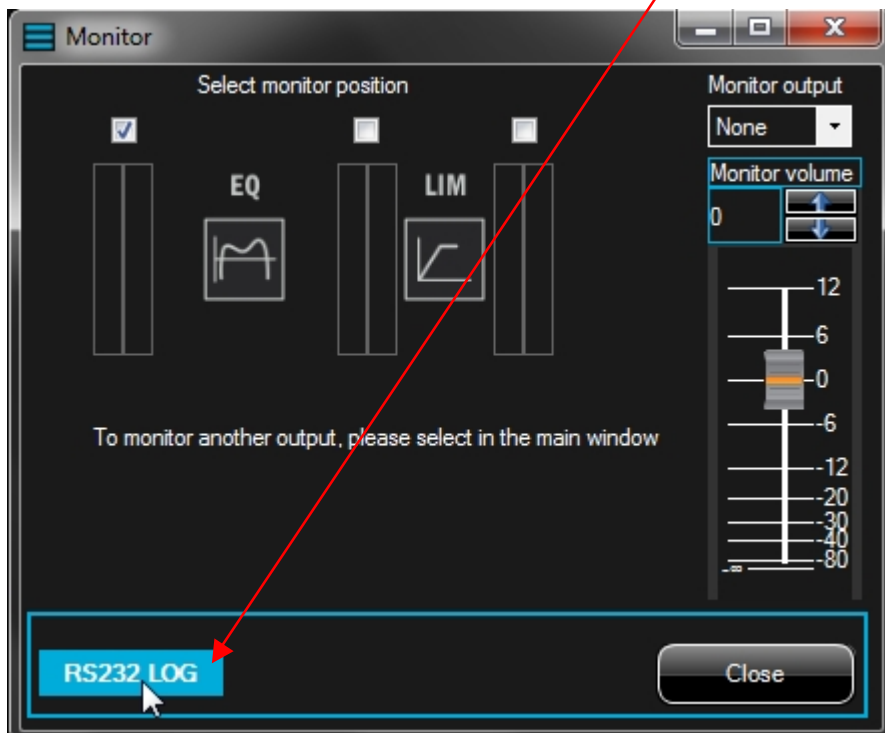 Monitor
Select monitor position
Monitor output
None
Monitor volume
0
EQ
LIM
12
6
0
-6
-12
-20
-30
-40
-80
-∞
To monitor another output, please select in the main window
RS232 LOG
Close